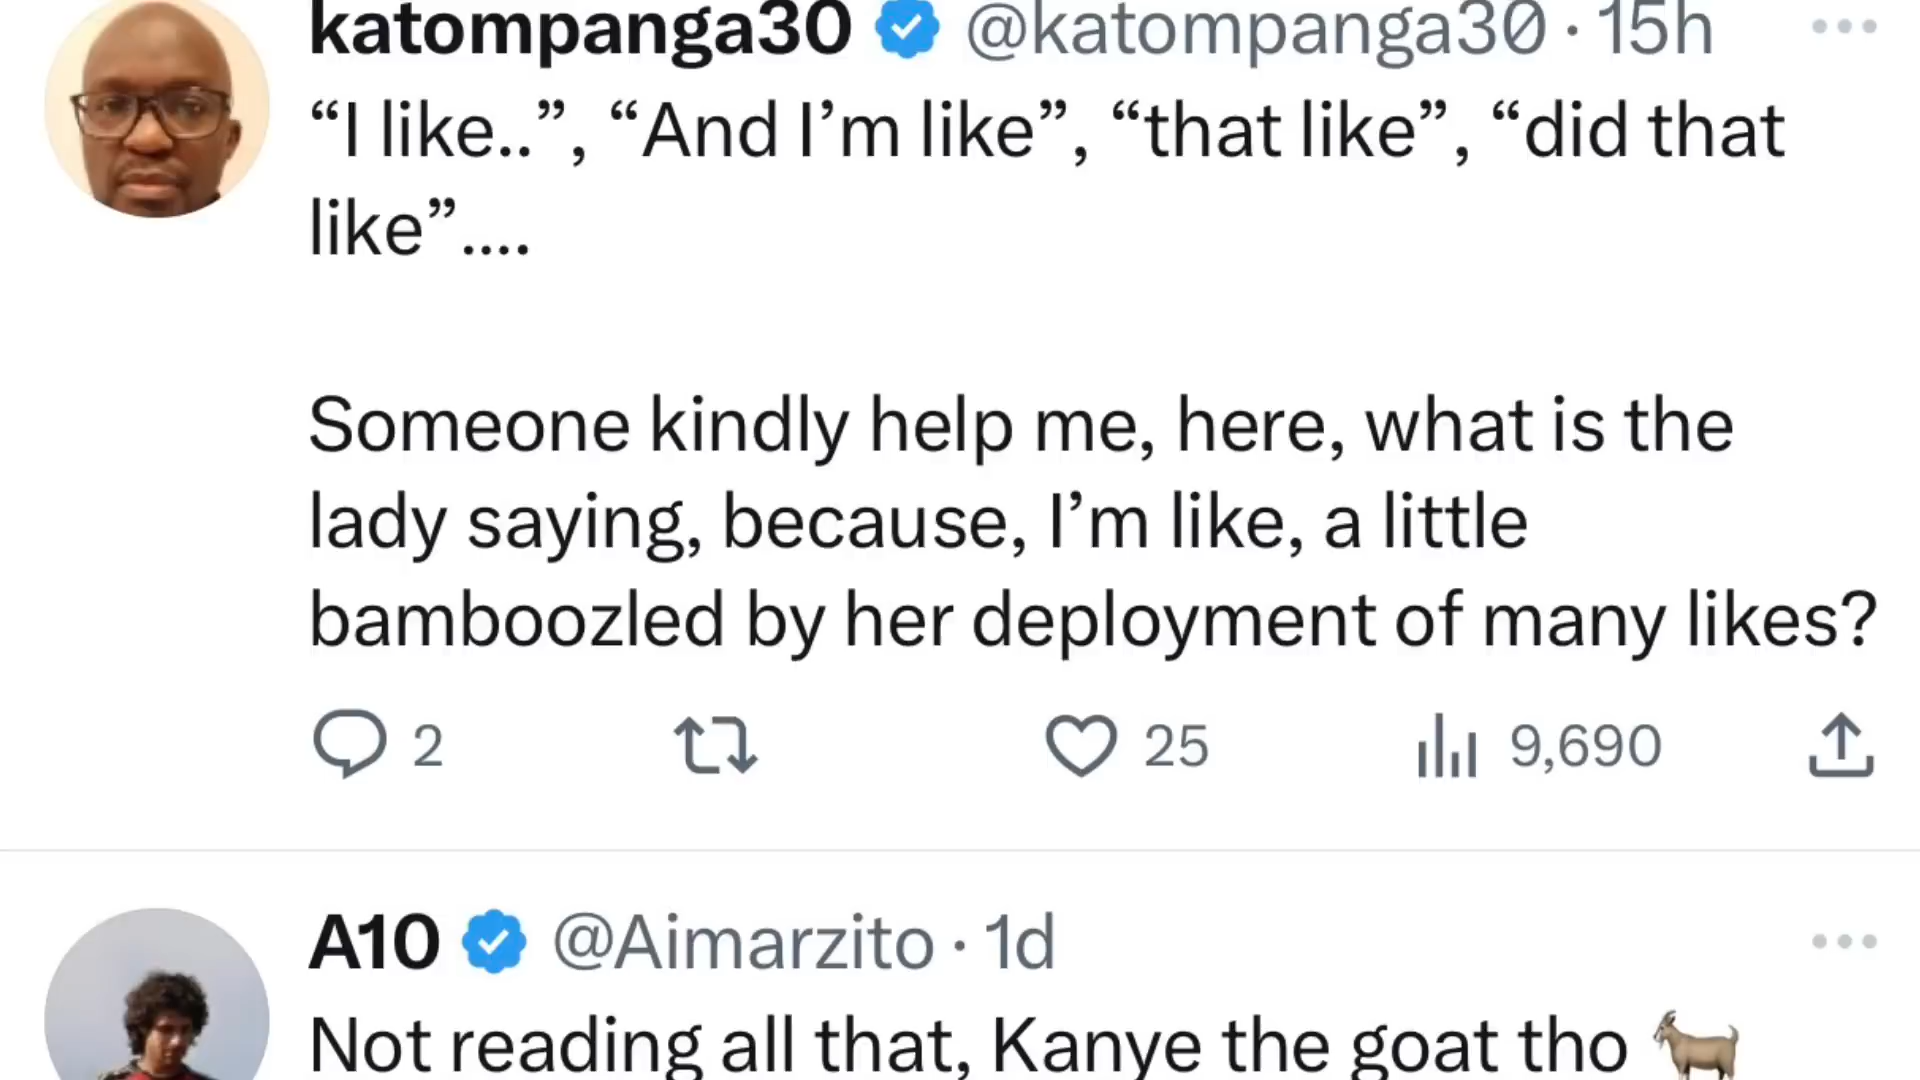 katompanga30 @katompanga30 · 15h
“I like..”, “And I’m like”, “that like”, “did that
like”....
Someone kindly help me, here, what is the
lady saying, because, I’m like, a little
bamboozled by her deployment of many likes?
2 25 9,690
A10 @Aimarzito · 1d
Not reading all that, Kanye the goat tho 🐐